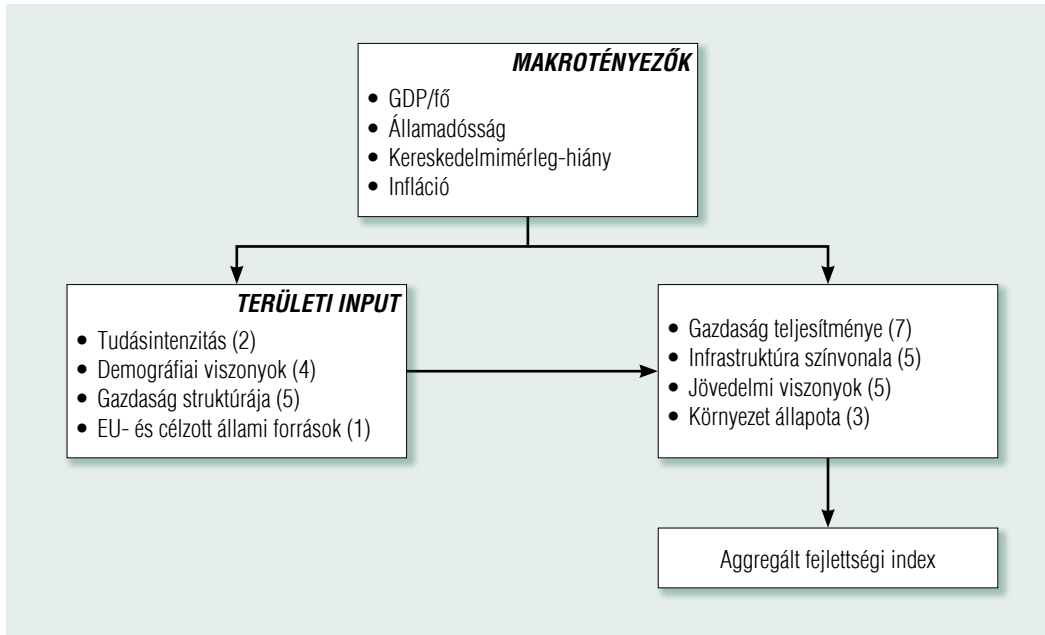 MAKROTÉNYEZŐK
• GDP/fő
• Államadósság
• Kereskedelmimérleg-hiány
• Infláció
TERÜLETI INPUT
• Tudásintenzitás (2)
• Demográfiai viszonyok (4)
• Gazdaság struktúrája (5)
• EU- és célzott állami források (1)
• Gazdaság teljesítménye (7)
• Infrastruktúra színvonala (5)
• Jövedelmi viszonyok (5)
• Környezet állapota (3)
Aggregált fejlettségi index